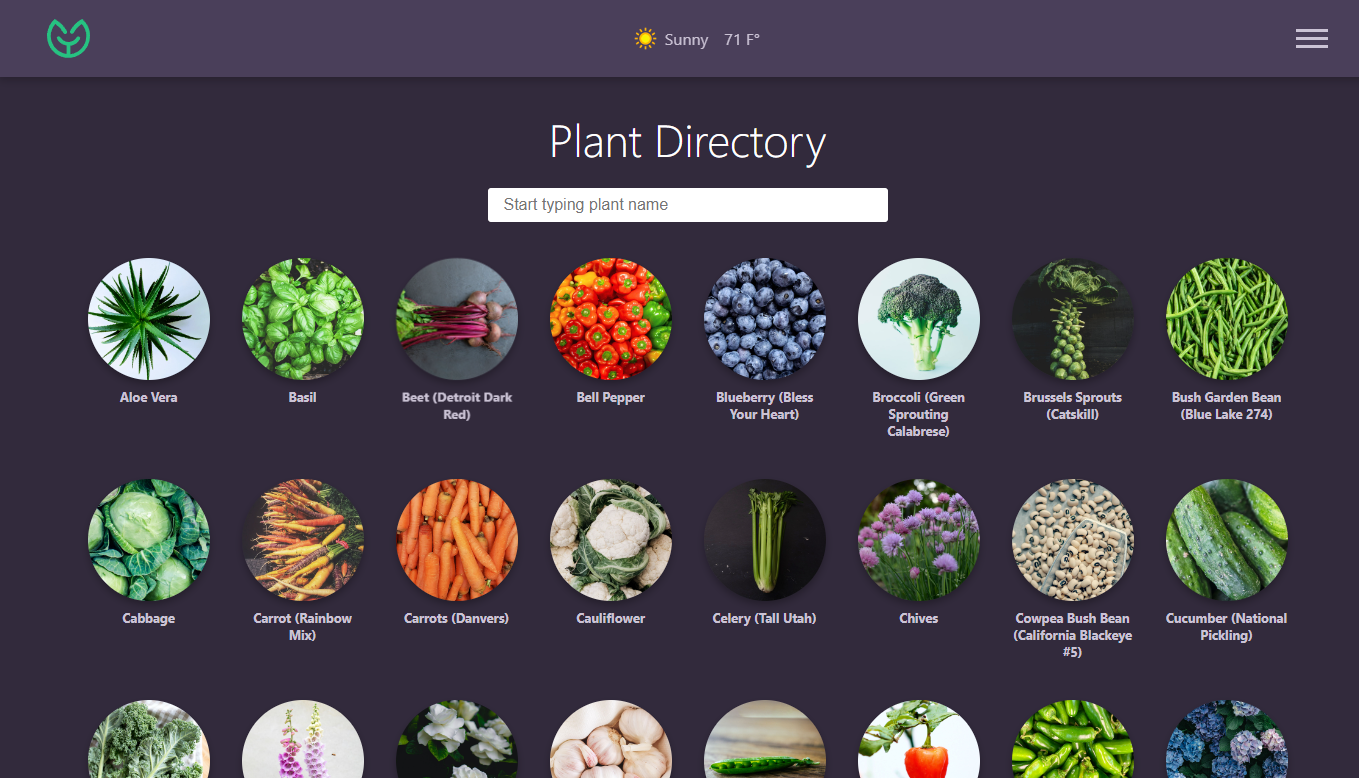 Sunny 71 F°
Plant Directory
Start typing plant name
Aloe Vera
Basil
Beet (Detroit Dark
Red)
Bell Pepper
Blueberry (Bless
Your Heart)
Broccoli (Green
Sprouting
Calabrese)
Brussels Sprouts
(Catskill)
Bush Garden Bean
(Blue Lake 274)
Cabbage
Carrot (Rainbow
Mix)
Carrots (Danvers)
Cauliflower
Celery (Tall Utah)
Chives
Cowpea Bush Bean
(California Blackeye
#5)
Cucumber (National
Pickling)